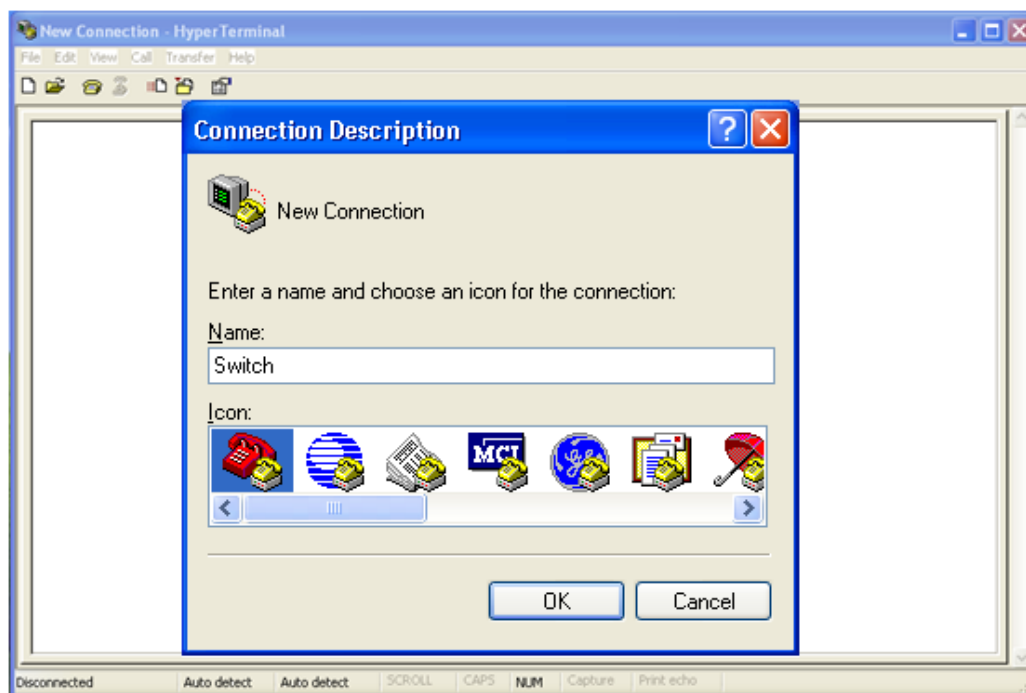 New Connection - HyperTerminal
File Edit View Call Transfer Help
Connection Description
New Connection
Enter a name and choose an icon for the connection:
Name:
Switch
Icon:
MCI
OK Cancel
Disconnected Auto detect Auto detect SCROLL CAPS NUM Capture Print echo